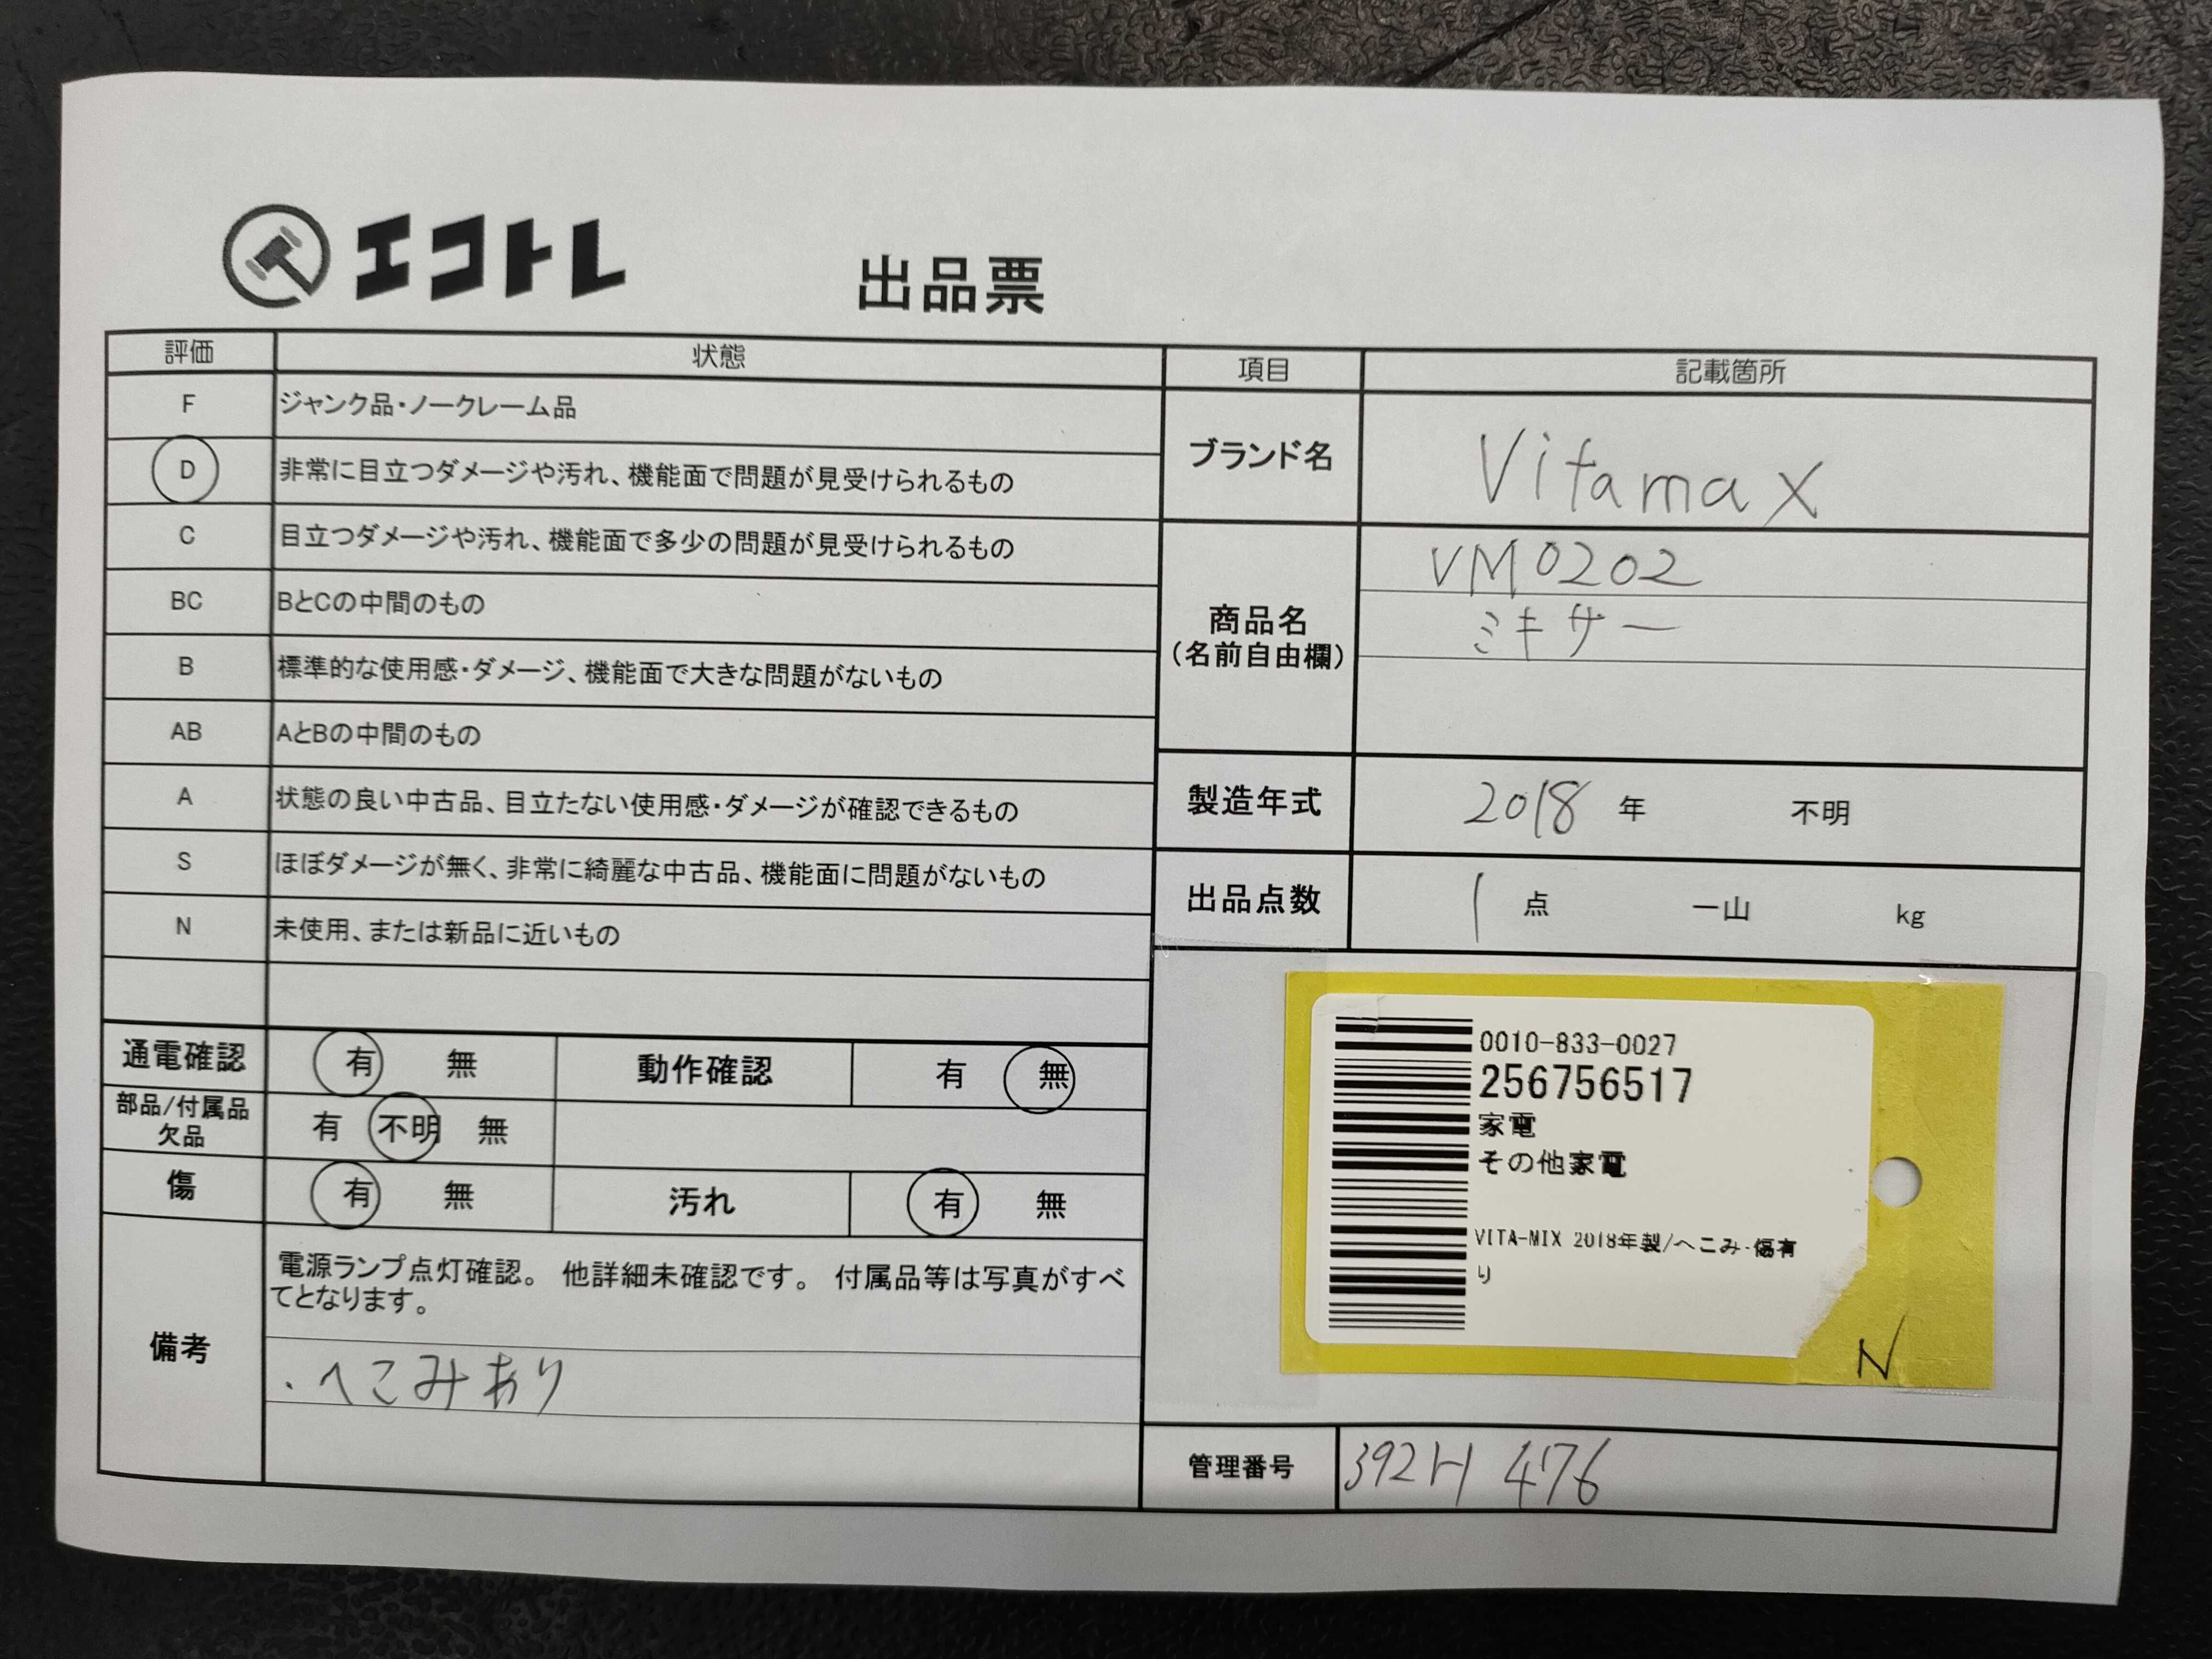 エコトレ
出品票
評価 状態
F ジャンク品・ノークレーム品
D 非常に目立つダメージや汚れ、機能面で問題が見受けられるもの
C 目立つダメージや汚れ、機能面で多少の問題が見受けられるもの
BC BとCの中間のもの
B 標準的な使用感・ダメージ、機能面で大きな問題がないもの
AB AとBの中間のもの
A 状態の良い中古品、目立たない使用感・ダメージが確認できるもの
S ほぼダメージが無く、非常に綺麗な中古品、機能面に問題がないもの
N 未使用、または新品に近いもの
通電確認 有 無 動作確認 有 無
部品/付属品
欠品 有 不明 無
傷 有 無 汚れ 有 無
備考
電源ランプ点灯確認。 他詳細未確認です。 付属品等は写真がすべ
てとなります。
・へこみあり
項目 記載箇所
ブランド名 Vitamax
商品名
(名前自由欄)
VM0202
ミキサー
製造年式 2018 年 不明
出品点数 1 点 一山 kg
0010-833-0027
256756517
家電
その他家電
VITA-MIX 2018年製/へこみ・傷有
り
N
管理番号 392H 476